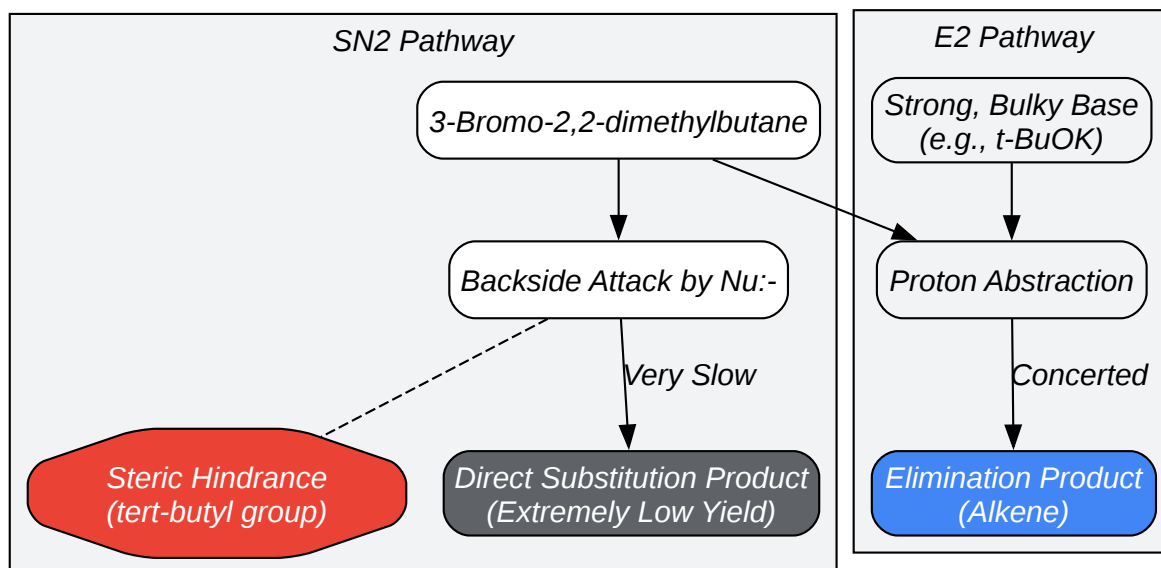 SN2 Pathway
3-Bromo-2,2-dimethylbutane
Backside Attack by Nu:-
Very Slow
Steric Hindrance
(tert-butyl group)
Direct Substitution Product
(Extremely Low Yield)
E2 Pathway
Strong, Bulky Base
(e.g., t-BuOK)
Proton Abstraction
Concerted
Elimination Product
(Alkene)